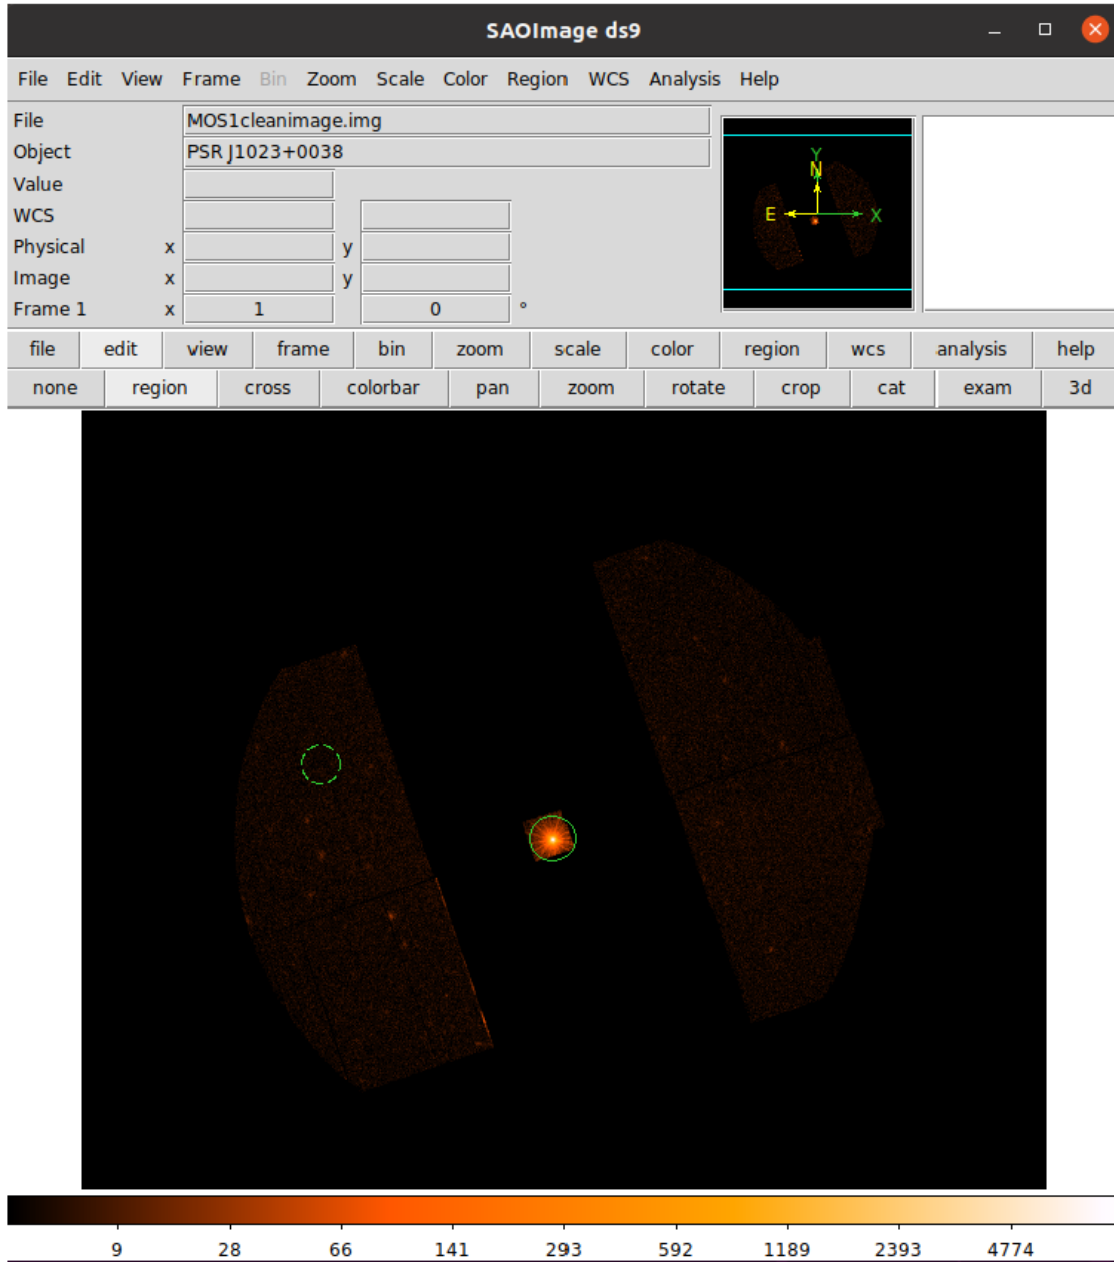 SAOImage ds9
File Edit View Frame Bin Zoom Scale Color Region WCS Analysis Help
File MOS1cleanimage.img
Object PSR J1023+0038
Value
WCS
Physical x y
Image x y
Frame 1 x 1 0 °
Y
N
E X
file edit view frame bin zoom scale color region wcs analysis help
none region cross colorbar pan zoom rotate crop cat exam 3d
9 28 66 141 293 592 1189 2393 4774